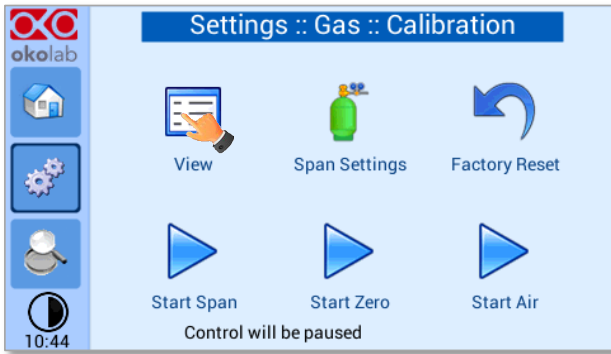 Settings :: Gas :: Calibration
okolab
View
Span Settings
Factory Reset
Start Span
Start Zero
Start Air
Control will be paused
10:44